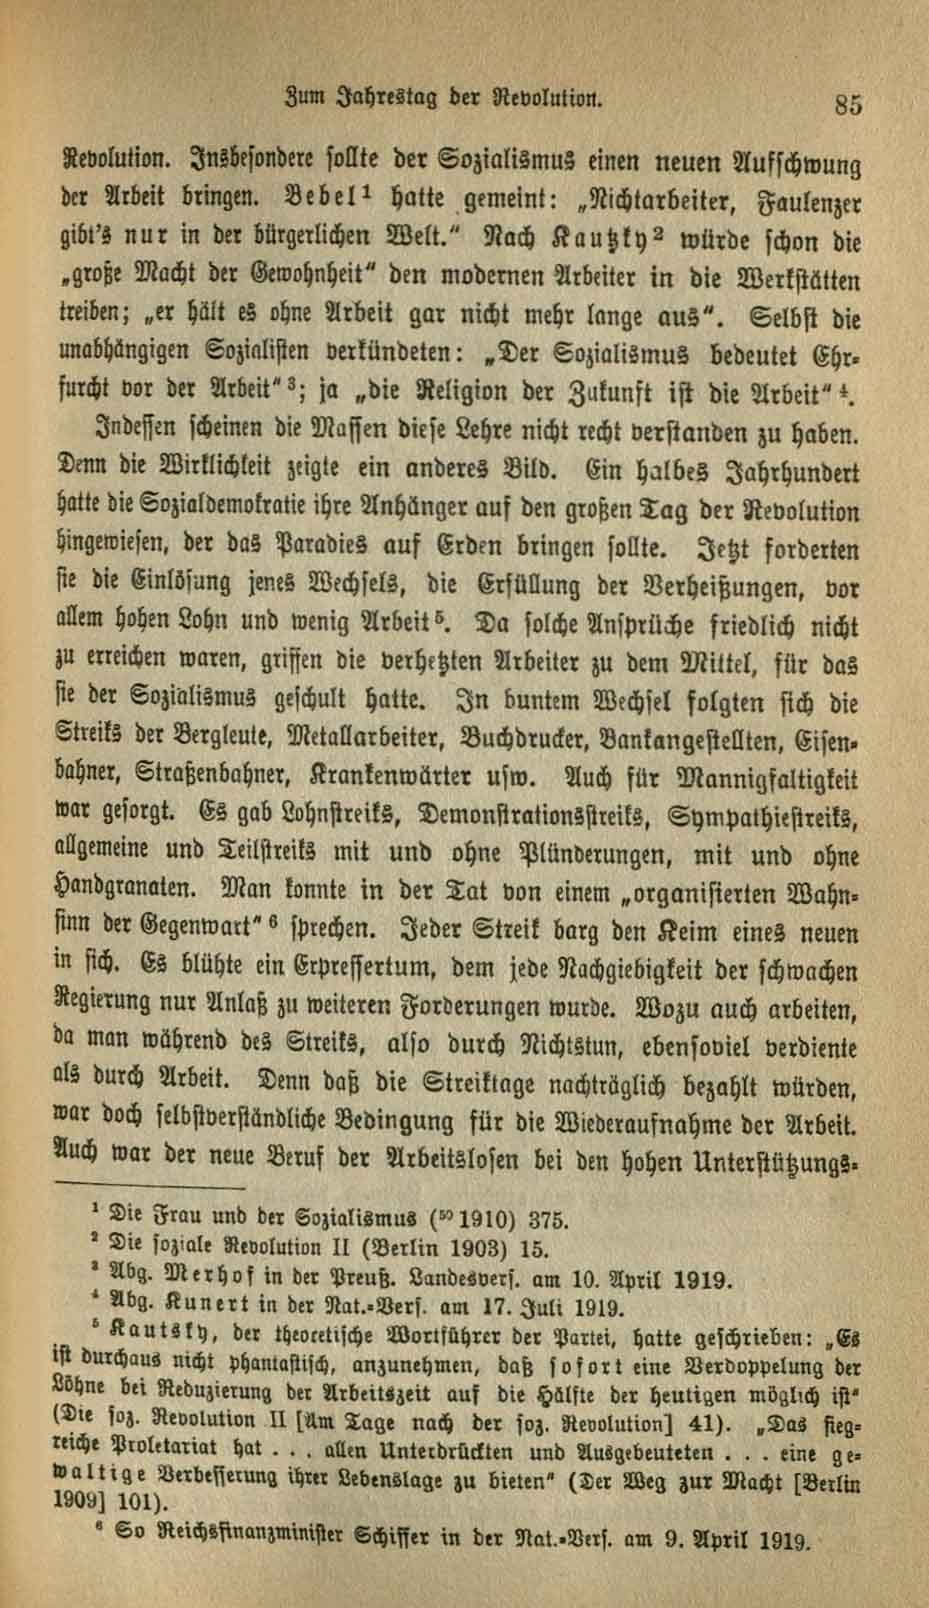 Zum Jahrestag der Revolution.
85
Revolution. Insbesondere sollte der Sozialismus einen neuen Aufschwung
der Arbeit bringen. Bebel¹ hatte gemeint: „Nichtarbeiter, Faulenzer
gibt's nur in der bürgerlichen Welt.“ Nach Kautzky² würde schon die
„große Macht der Gewohnheit“ den modernen Arbeiter in die Werkstätten
treiben; „er hält es ohne Arbeit gar nicht mehr lange aus“. Selbst die
unabhängigen Sozialisten verkündeten: „Der Sozialismus bedeutet Ehr-
furcht vor der Arbeit“³; ja „die Religion der Zukunft ist die Arbeit“⁴.
Indessen scheinen die Massen diese Lehre nicht recht verstanden zu haben.
Denn die Wirklichkeit zeigte ein anderes Bild. Ein halbes Jahrhundert
hatte die Sozialdemokratie ihre Anhänger auf den großen Tag der Revolution
hingewiesen, der das Paradies auf Erden bringen sollte. Jetzt forderten
sie die Einlösung jenes Wechsels, die Erfüllung der Verheißungen, vor
allem hohen Lohn und wenig Arbeit⁵. Da solche Ansprüche friedlich nicht
zu erreichen waren, griffen die verhetzten Arbeiter zu dem Mittel, für das
sie der Sozialismus geschult hatte. In buntem Wechsel folgten sich die
Streiks der Bergleute, Metallarbeiter, Buchdrucker, Bankangestellten, Eisen-
bahner, Straßenbahner, Krankenwärter usw. Auch für Mannigfaltigkeit
war gesorgt. Es gab Lohnstreiks, Demonstrationsstreiks, Sympathiestreiks,
allgemeine und Teilstreiks mit und ohne Plünderungen, mit und ohne
Handgranaten. Man konnte in der Tat von einem „organisierten Wahn-
sinn der Gegenwart“⁶ sprechen. Jeder Streik barg den Keim eines neuen
in sich. Es blühte ein Erpressertum, dem jede Nachgiebigkeit der schwachen
Regierung nur Anlaß zu weiteren Forderungen wurde. Wozu auch arbeiten,
da man während des Streiks, also durch Nichtstun, ebensoviel verdiente
als durch Arbeit. Denn daß die Streiktage nachträglich bezahlt würden,
war doch selbstverständliche Bedingung für die Wiederaufnahme der Arbeit.
Auch war der neue Beruf der Arbeitslosen bei den hohen Unterstützungs-
¹ Die Frau und der Sozialismus (⁵⁰ 1910) 375.
² Die soziale Revolution II (Berlin 1903) 15.
³ Abg. Merhof in der Preuß. Landesvers. am 10. April 1919.
⁴ Abg. Kunert in der Nat.-Vers. am 17. Juli 1919.
⁵ Kautsky, der theoretische Wortführer der Partei, hatte geschrieben: „Es
ist durchaus nicht phantastisch, anzunehmen, daß sofort eine Verdoppelung der
Löhne bei Reduzierung der Arbeitszeit auf die Hälfte der heutigen möglich ist“
(Die soz. Revolution II [Am Tage nach der soz. Revolution] 41). „Das sieg-
reiche Proletariat hat . . . allen Unterdrückten und Ausgebeuteten . . . eine ge-
waltige Verbesserung ihrer Lebenslage zu bieten“ (Der Weg zur Macht [Berlin
1909] 101).
⁶ So Reichsfinanzminister Schiffer in der Nat.-Vers. am 9. April 1919.